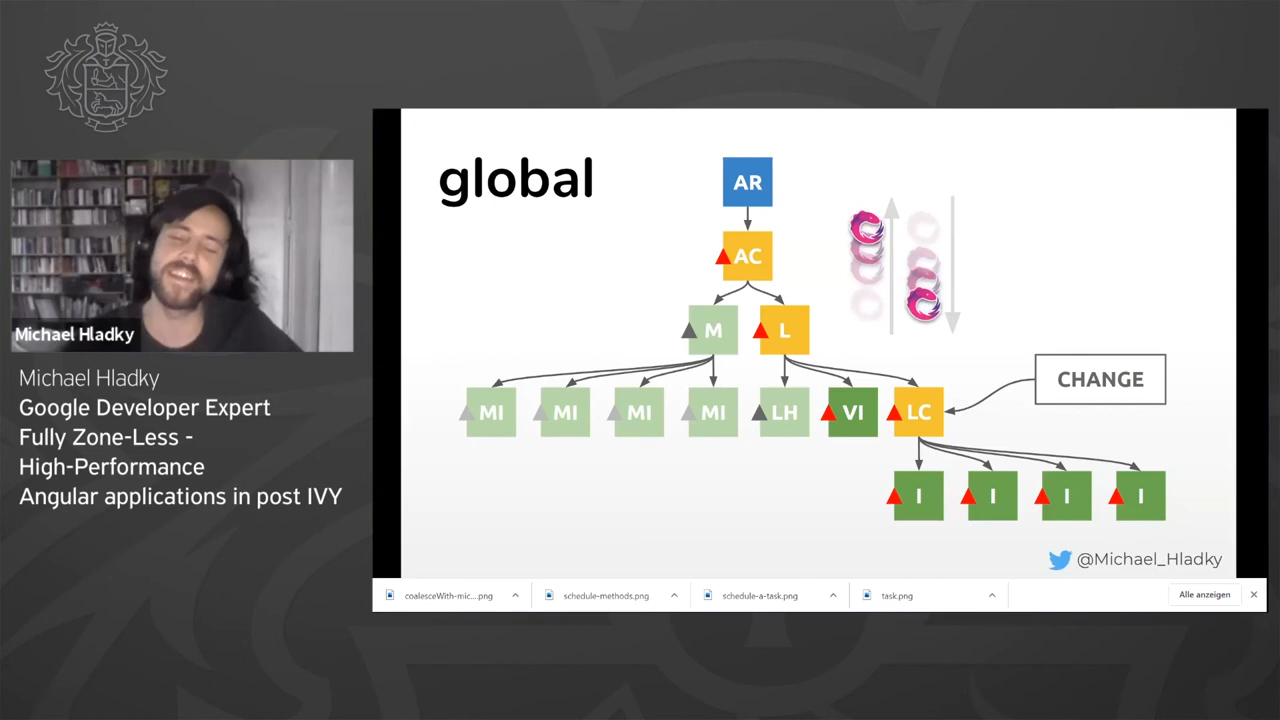 Michael Hladky
Michael Hladky
Google Developer Expert
Fully Zone-Less -
High-Performance
Angular applications in post IVY
global
AR
AC
M
L
MI
MI
MI
MI
LH
VI
LC
CHANGE
I
I
I
I
@Michael_Hladky
coalesceWith-mic....png
schedule-methods.png
schedule-a-task.png
task.png
Alle anzeigen